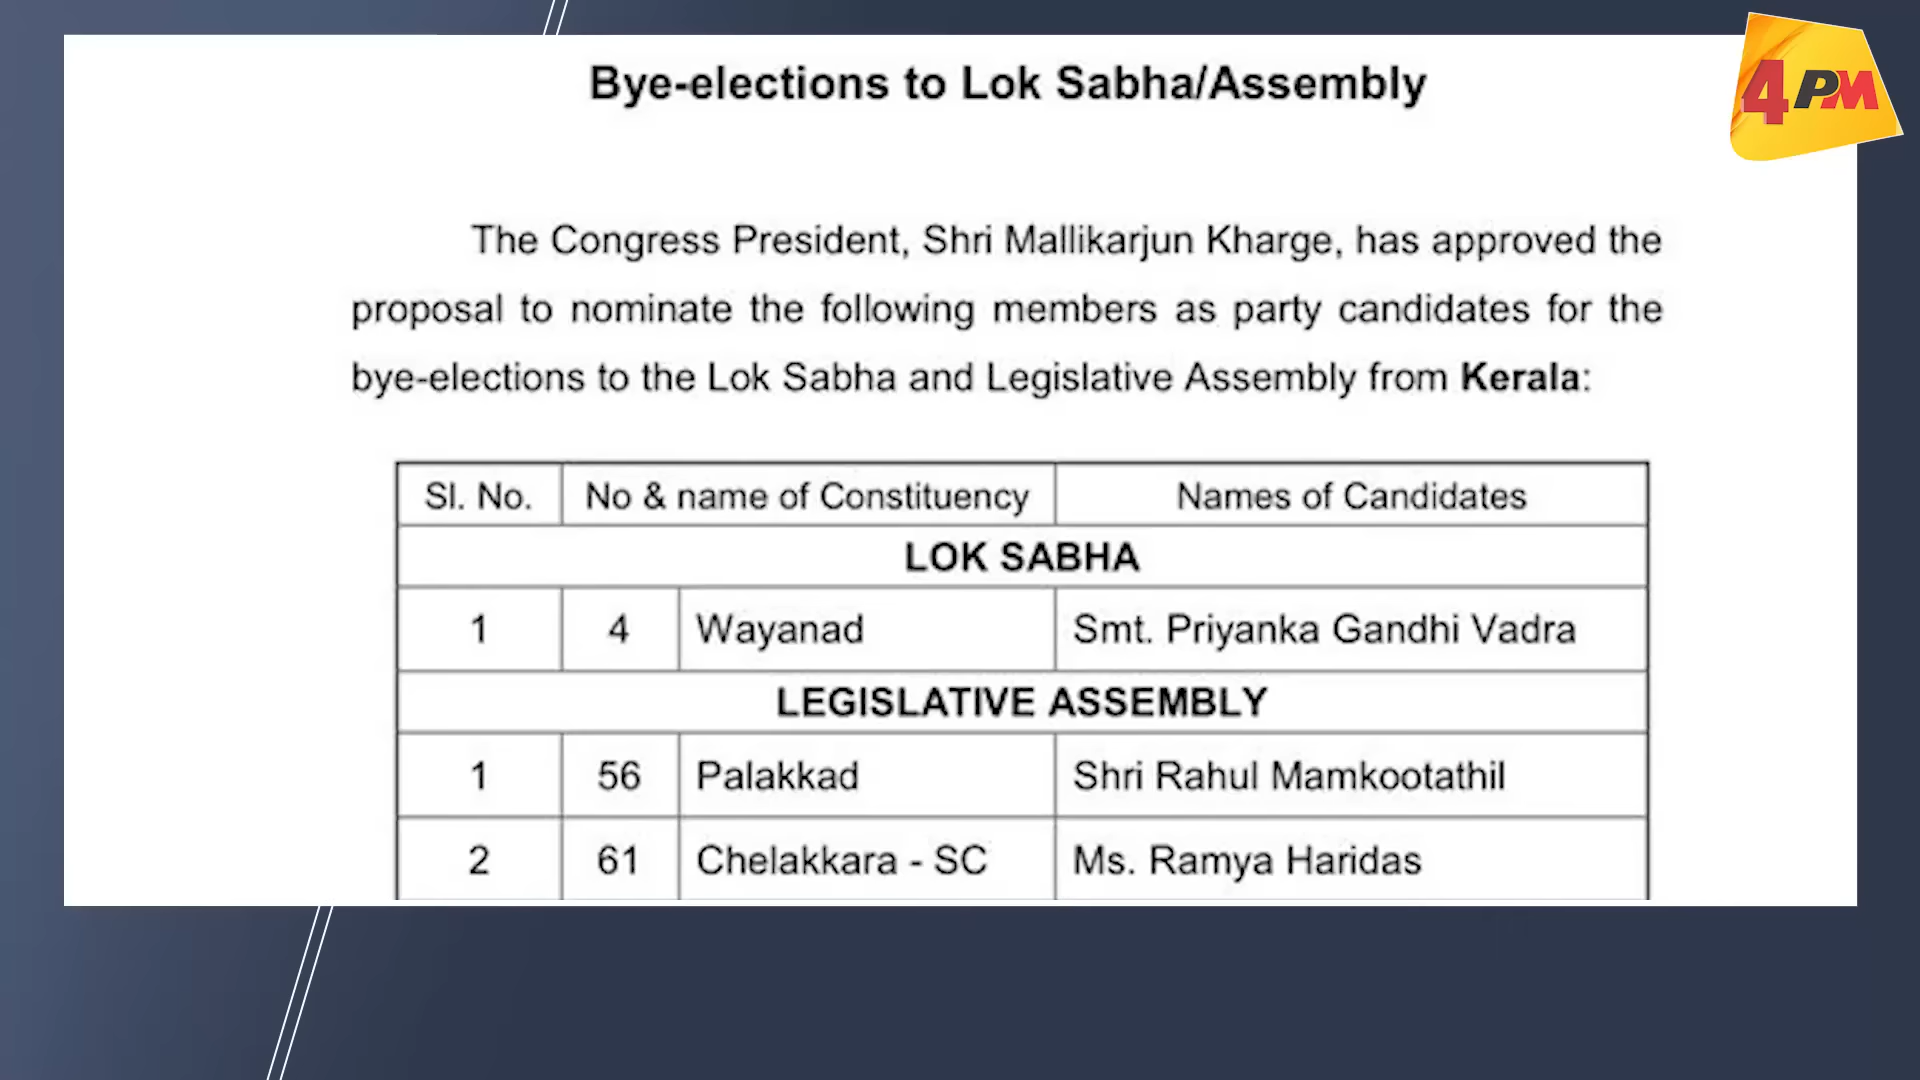 4PM
Bye-elections to Lok Sabha/Assembly
The Congress President, Shri Mallikarjun Kharge, has approved the
proposal to nominate the following members as party candidates for the
bye-elections to the Lok Sabha and Legislative Assembly from Kerala:
Sl. No. No & name of Constituency Names of Candidates
LOK SABHA
1 4 Wayanad Smt. Priyanka Gandhi Vadra
LEGISLATIVE ASSEMBLY
1 56 Palakkad Shri Rahul Mamkootathil
2 61 Chelakkara - SC Ms. Ramya Haridas